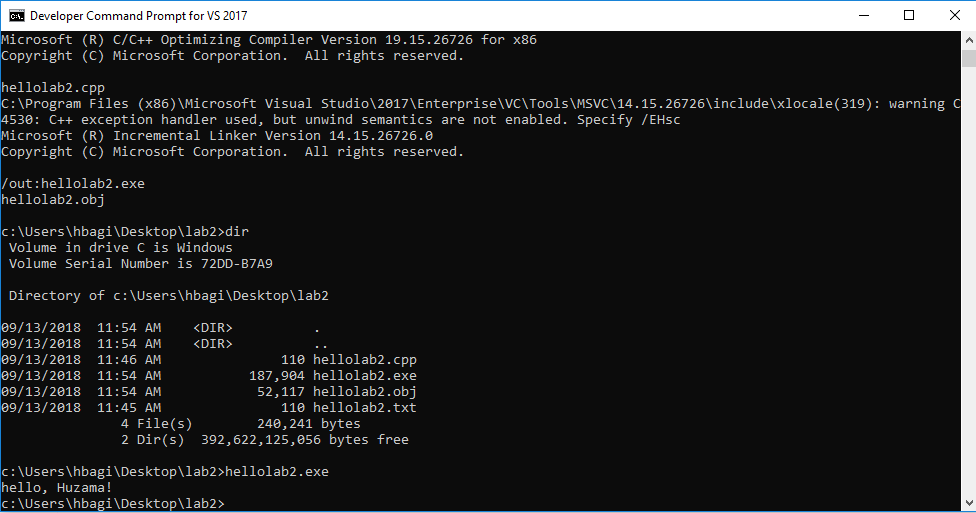 Developer Command Prompt for VS 2017
Microsoft (R) C/C++ Optimizing Compiler Version 19.15.26726 for x86
Copyright (C) Microsoft Corporation.  All rights reserved.

hellolab2.cpp
C:\Program Files (x86)\Microsoft Visual Studio\2017\Enterprise\VC\Tools\MSVC\14.15.26726\include\xlocale(319): warning C
4530: C++ exception handler used, but unwind semantics are not enabled. Specify /EHsc
Microsoft (R) Incremental Linker Version 14.15.26726.0
Copyright (C) Microsoft Corporation.  All rights reserved.

/out:hellolab2.exe
hellolab2.obj

c:\Users\hbagi\Desktop\lab2>dir
 Volume in drive C is Windows
 Volume Serial Number is 72DD-B7A9

 Directory of c:\Users\hbagi\Desktop\lab2

09/13/2018  11:54 AM    <DIR>          .
09/13/2018  11:54 AM    <DIR>          ..
09/13/2018  11:46 AM               110 hellolab2.cpp
09/13/2018  11:54 AM           187,904 hellolab2.exe
09/13/2018  11:54 AM            52,117 hellolab2.obj
09/13/2018  11:45 AM               110 hellolab2.txt
               4 File(s)        240,241 bytes
               2 Dir(s)  392,622,125,056 bytes free

c:\Users\hbagi\Desktop\lab2>hellolab2.exe
hello, Huzama!
c:\Users\hbagi\Desktop\lab2>